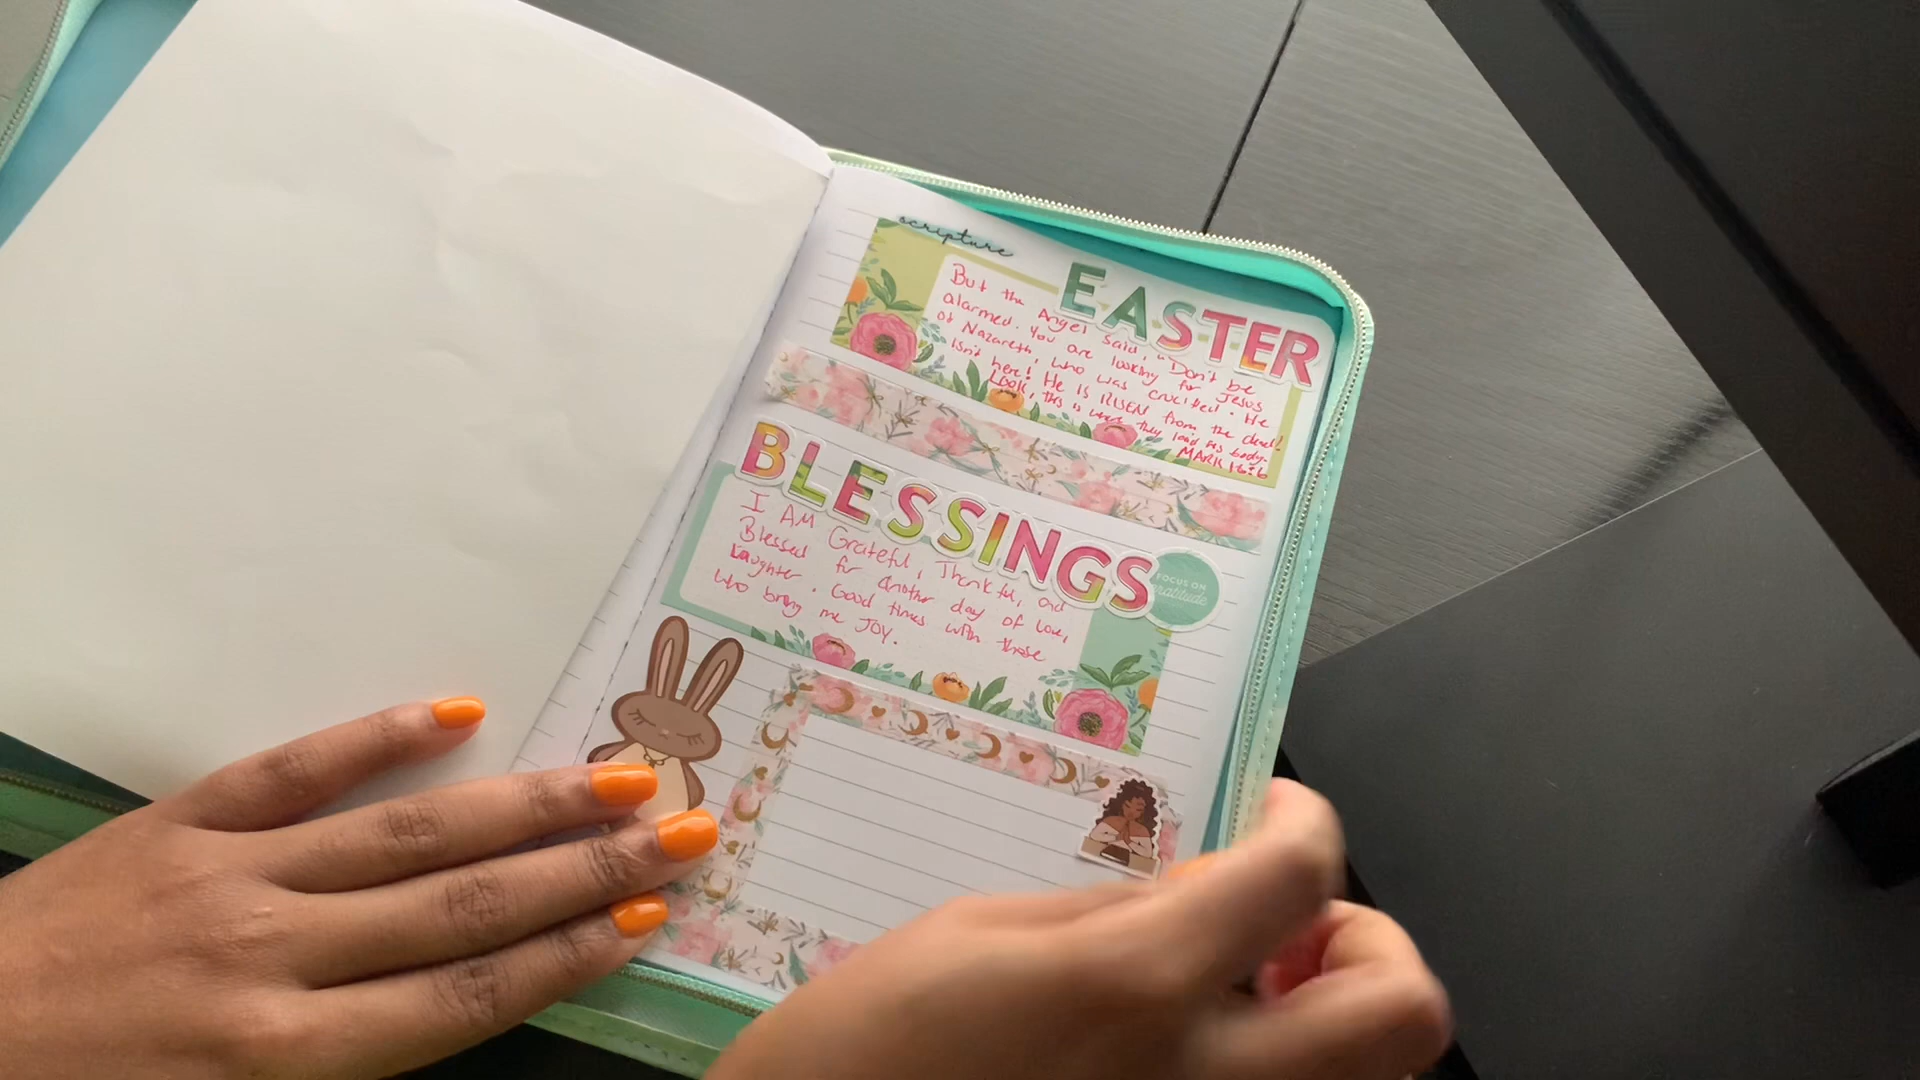 scripture
EASTER
But the Angel said, "Don't be
alarmed. You are looking for Jesus
of Nazareth, who was crucified. He
isn't here! He is RISEN from the dead!
Look, this is where they laid his body.
MARK 16:6
BLESSINGS
I AM Grateful, Thankful, and
Blessed for another day of love,
Laughter. Good times with those
who bring me JOY.
FOCUS ON
gratitude